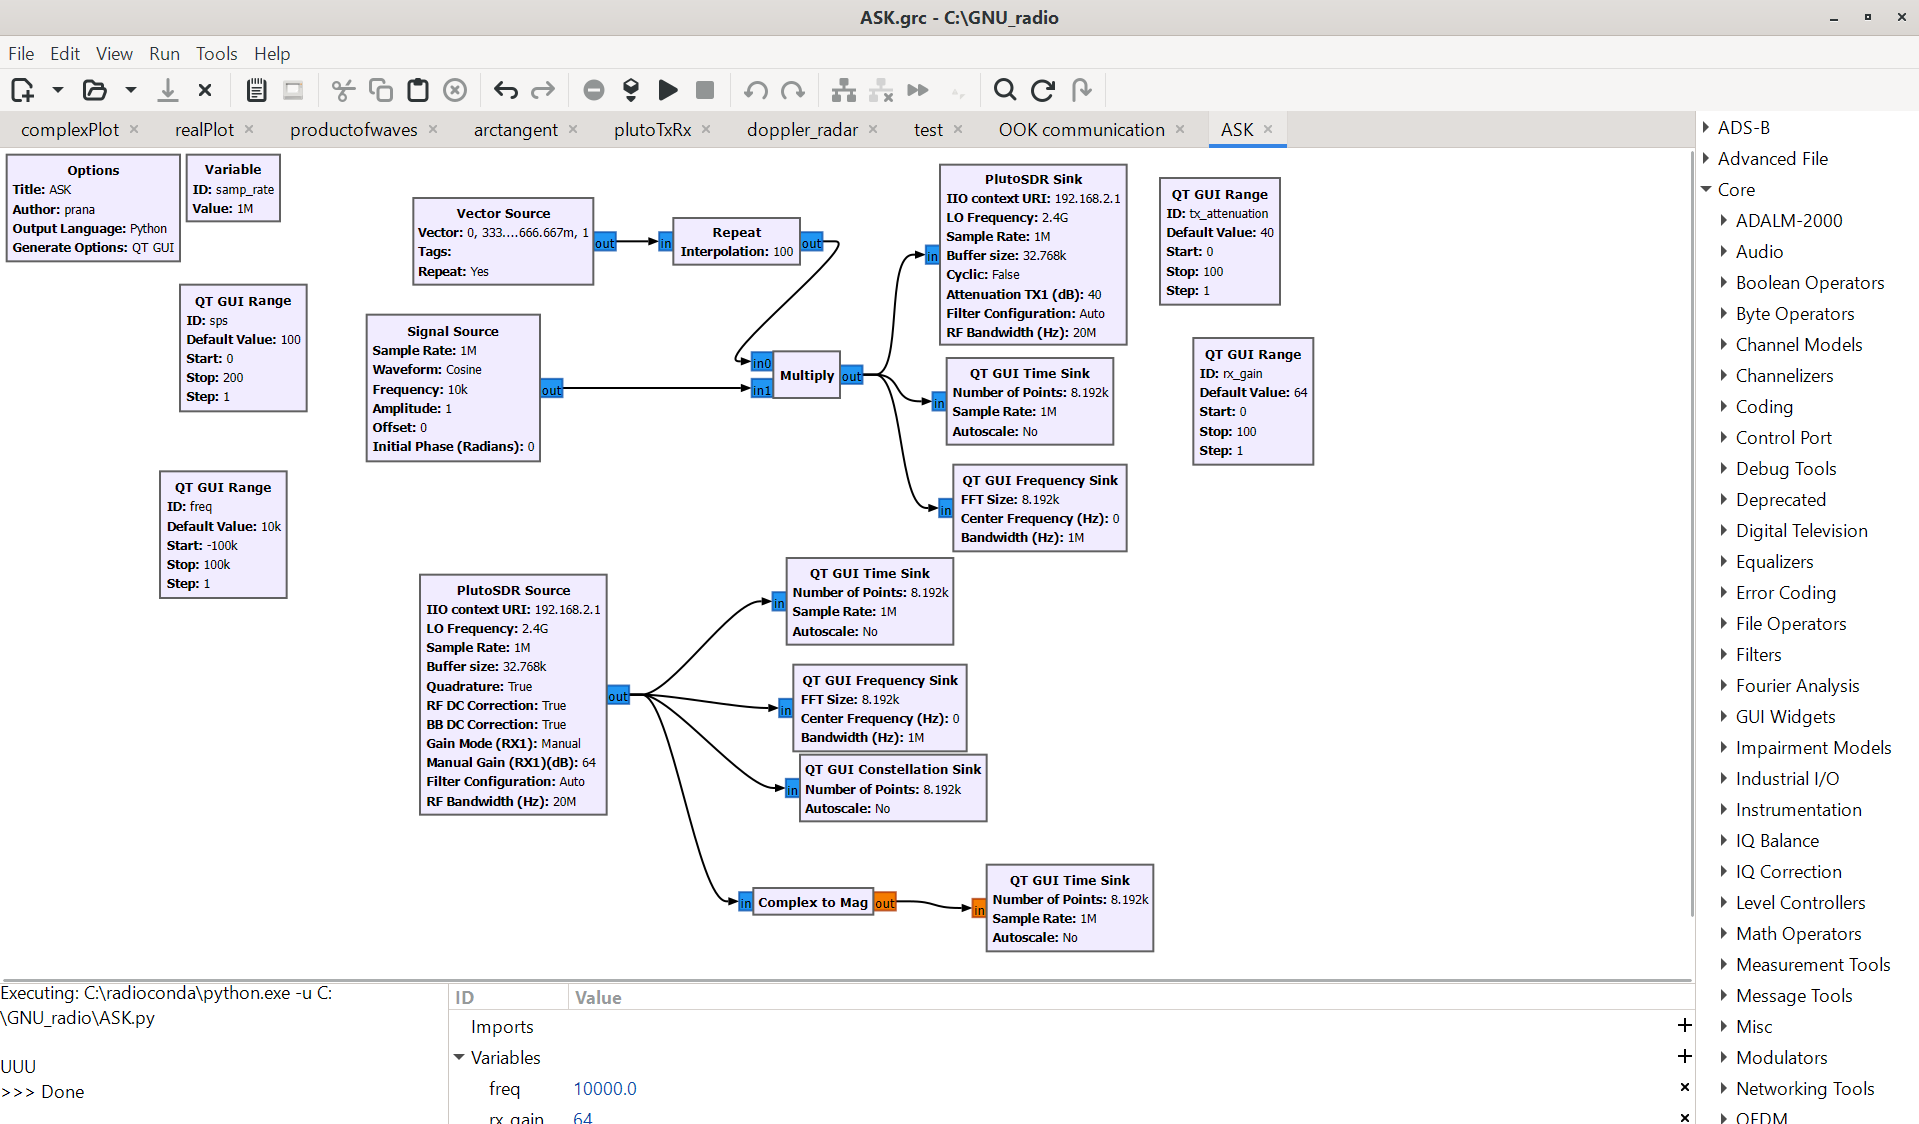 ASK.grc - C:\GNU_radio
File Edit View Run Tools Help
complexPlot realPlot productofwaves arctangent plutoTxRx doppler_radar test OOK communication ASK
Options
Title: ASK
Author: prana
Output Language: Python
Generate Options: QT GUI
Variable
ID: samp_rate
Value: 1M
QT GUI Range
ID: sps
Default Value: 100
Start: 0
Stop: 200
Step: 1
QT GUI Range
ID: freq
Default Value: 10k
Start: -100k
Stop: 100k
Step: 1
Vector Source
Vector: 0, 333....666.667m, 1
Tags:
Repeat: Yes
out
in
Repeat
Interpolation: 100
out
Signal Source
Sample Rate: 1M
Waveform: Cosine
Frequency: 10k
Amplitude: 1
Offset: 0
Initial Phase (Radians): 0
out
in0
in1
Multiply
out
in
PlutoSDR Sink
IIO context URI: 192.168.2.1
LO Frequency: 2.4G
Sample Rate: 1M
Buffer size: 32.768k
Cyclic: False
Attenuation TX1 (dB): 40
Filter Configuration: Auto
RF Bandwidth (Hz): 20M
in
QT GUI Time Sink
Number of Points: 8.192k
Sample Rate: 1M
Autoscale: No
in
QT GUI Frequency Sink
FFT Size: 8.192k
Center Frequency (Hz): 0
Bandwidth (Hz): 1M
QT GUI Range
ID: tx_attenuation
Default Value: 40
Start: 0
Stop: 100
Step: 1
QT GUI Range
ID: rx_gain
Default Value: 64
Start: 0
Stop: 100
Step: 1
PlutoSDR Source
IIO context URI: 192.168.2.1
LO Frequency: 2.4G
Sample Rate: 1M
Buffer size: 32.768k
Quadrature: True
RF DC Correction: True
BB DC Correction: True
Gain Mode (RX1): Manual
Manual Gain (RX1)(dB): 64
Filter Configuration: Auto
RF Bandwidth (Hz): 20M
out
in
QT GUI Time Sink
Number of Points: 8.192k
Sample Rate: 1M
Autoscale: No
in
QT GUI Frequency Sink
FFT Size: 8.192k
Center Frequency (Hz): 0
Bandwidth (Hz): 1M
in
QT GUI Constellation Sink
Number of Points: 8.192k
Autoscale: No
in
Complex to Mag
out
in
QT GUI Time Sink
Number of Points: 8.192k
Sample Rate: 1M
Autoscale: No
Executing: C:\radioconda\python.exe -u C:
\GNU_radio\ASK.py
UUU
>>> Done
ID Value
Imports
Variables
freq 10000.0
rx_gain 64
ADS-B
Advanced File
Core
ADALM-2000
Audio
Boolean Operators
Byte Operators
Channel Models
Channelizers
Coding
Control Port
Debug Tools
Deprecated
Digital Television
Equalizers
Error Coding
File Operators
Filters
Fourier Analysis
GUI Widgets
Impairment Models
Industrial I/O
Instrumentation
IQ Balance
IQ Correction
Level Controllers
Math Operators
Measurement Tools
Message Tools
Misc
Modulators
Networking Tools
OFDM